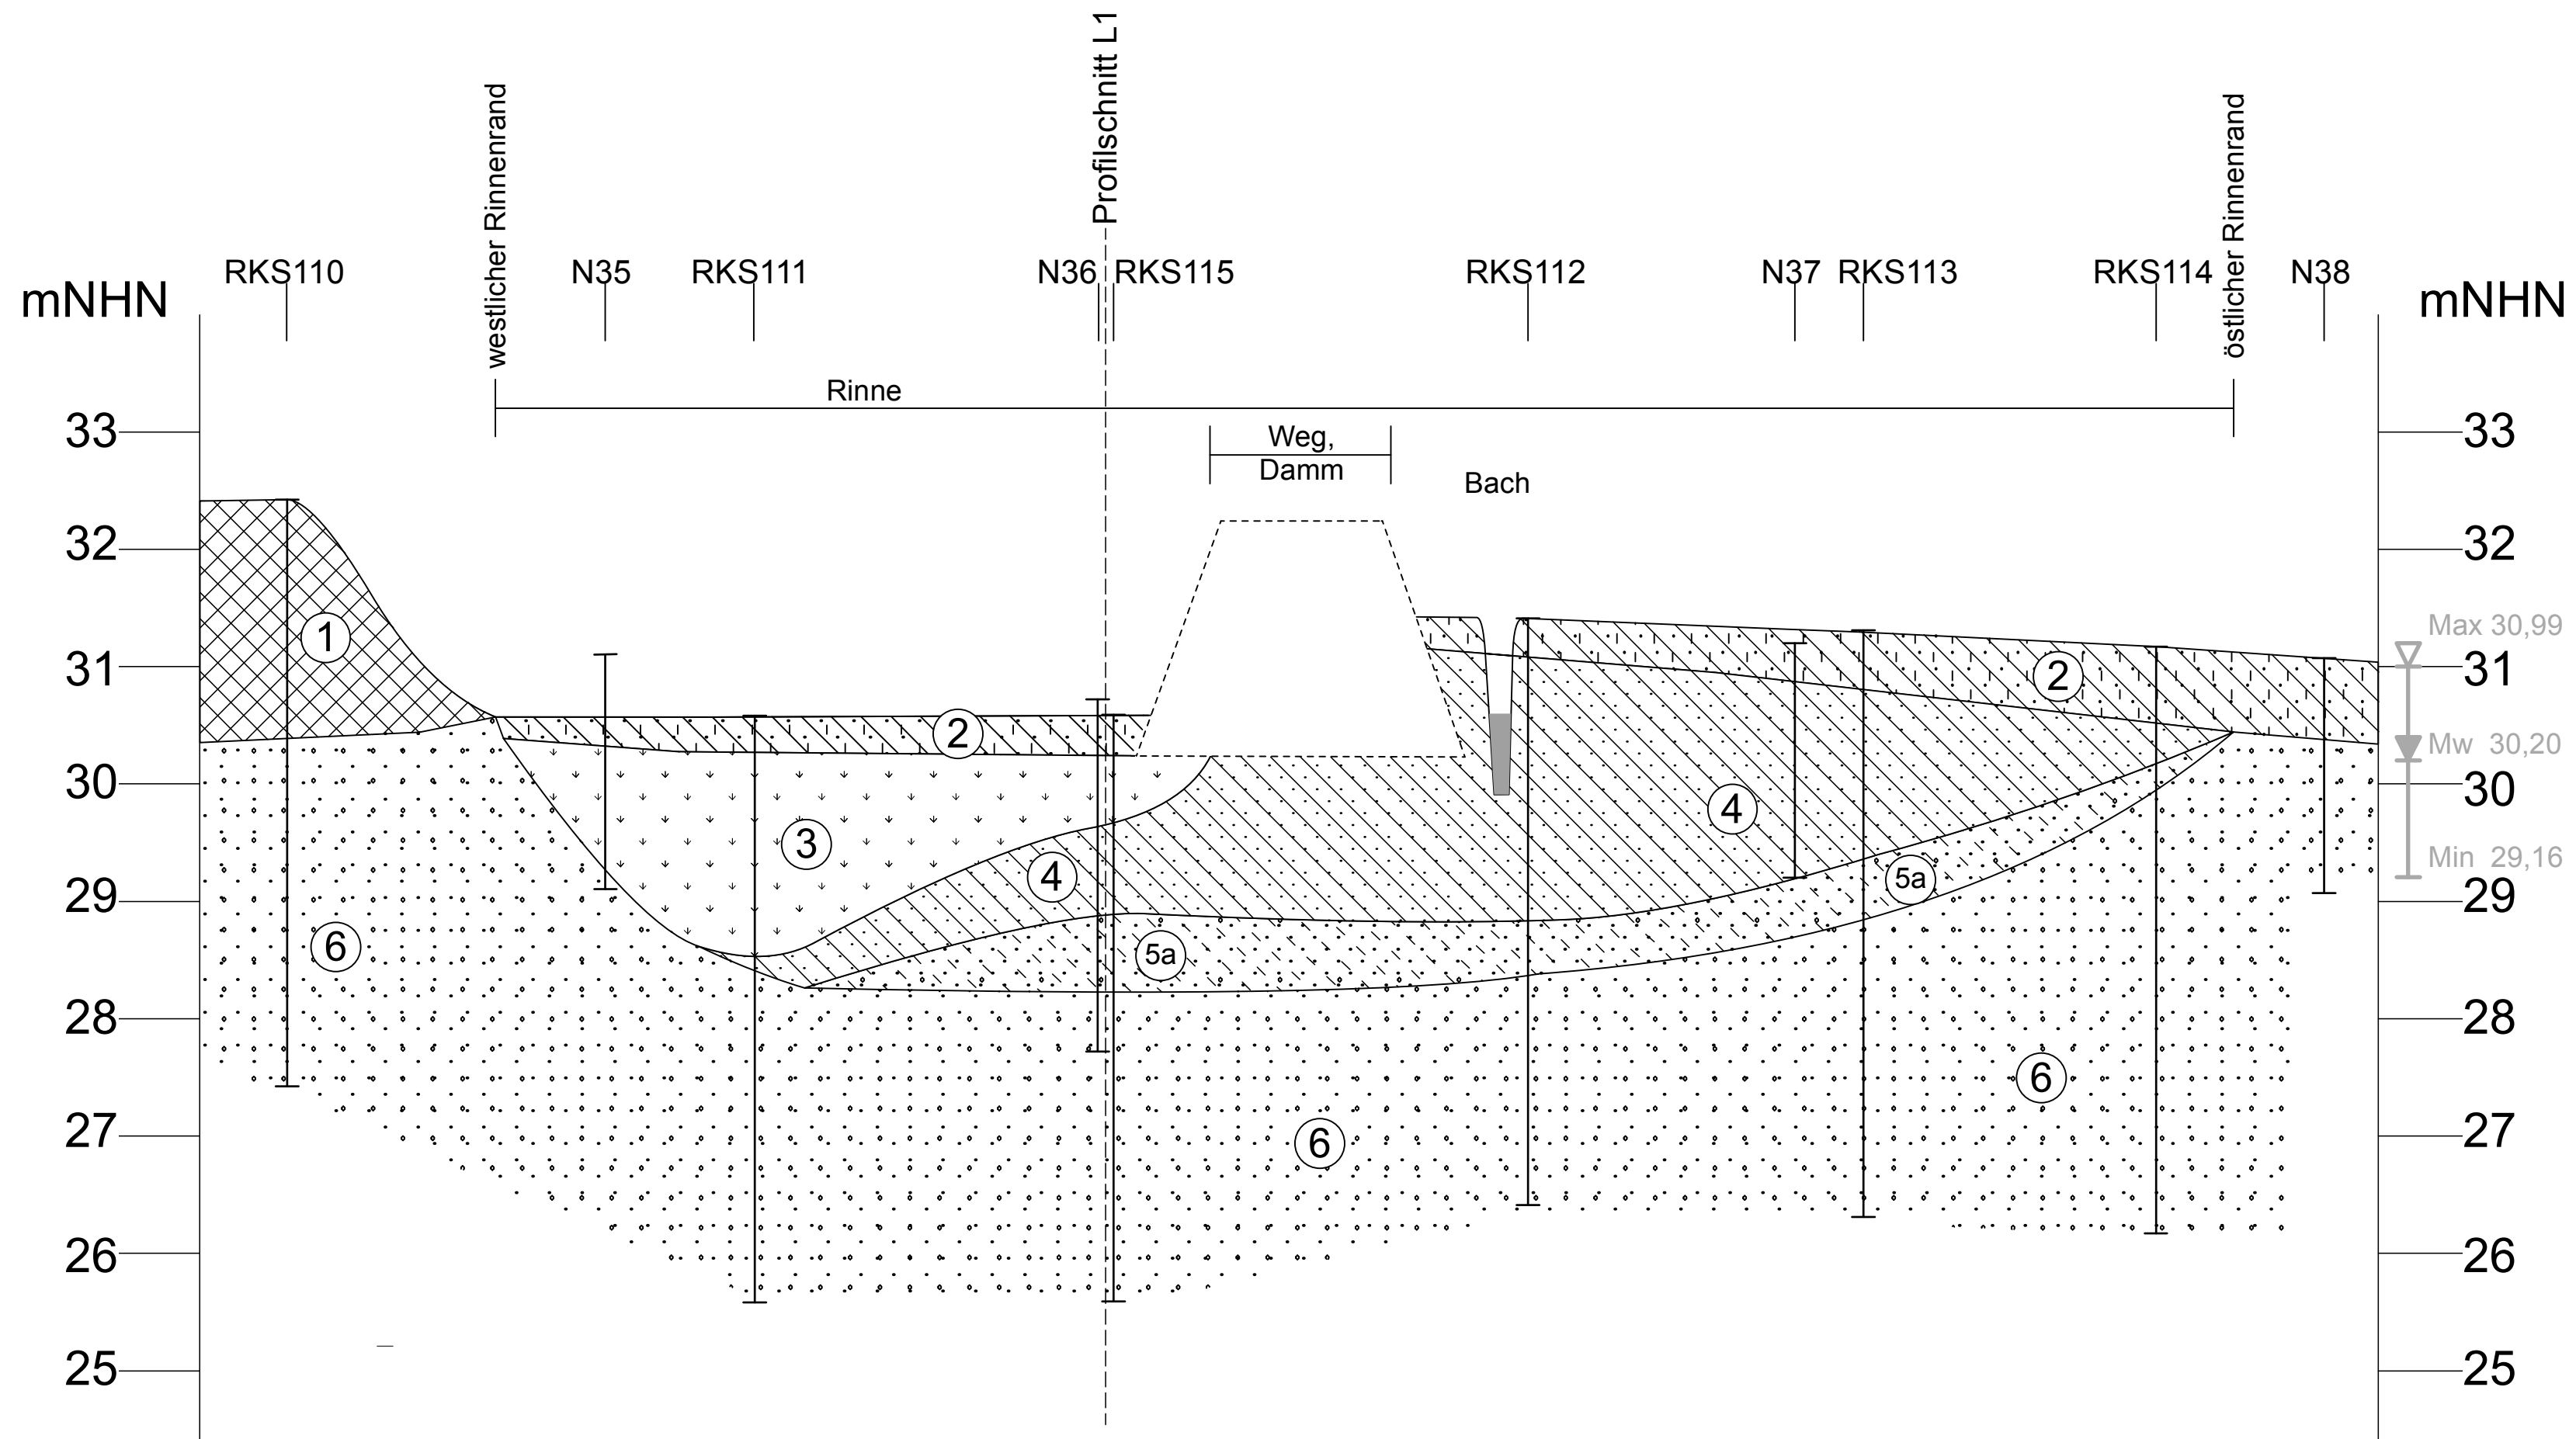 Profilschnitt L1
westlicher Rinnenrand
östlicher Rinnenrand
RKS110
N35
RKS111
N36
RKS115
RKS112
N37
RKS113
RKS114
N38
mNHN
mNHN
Rinne
33
33
Weg,
Damm
Bach
32
32
1
Max 30,99
31
2
31
2
Mw 30,20
30
4
30
3
Min 29,16
4
5a
29
29
6
5a
28
28
6
27
6
27
26
26
25
25